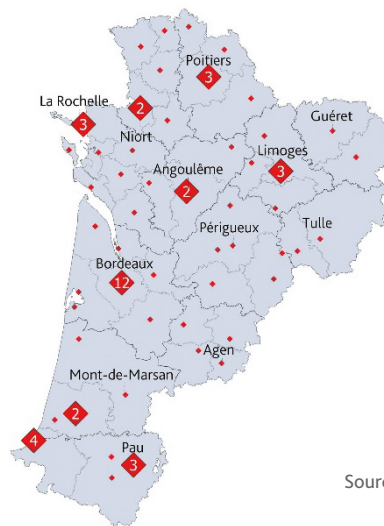 Poitiers
3
La Rochelle
3
2
Niort
Guéret
Limoges
3
Angoulême
2
Périgueux
Tulle
Bordeaux
12
Agen
Mont-de-Marsan
2
4
Pau
3